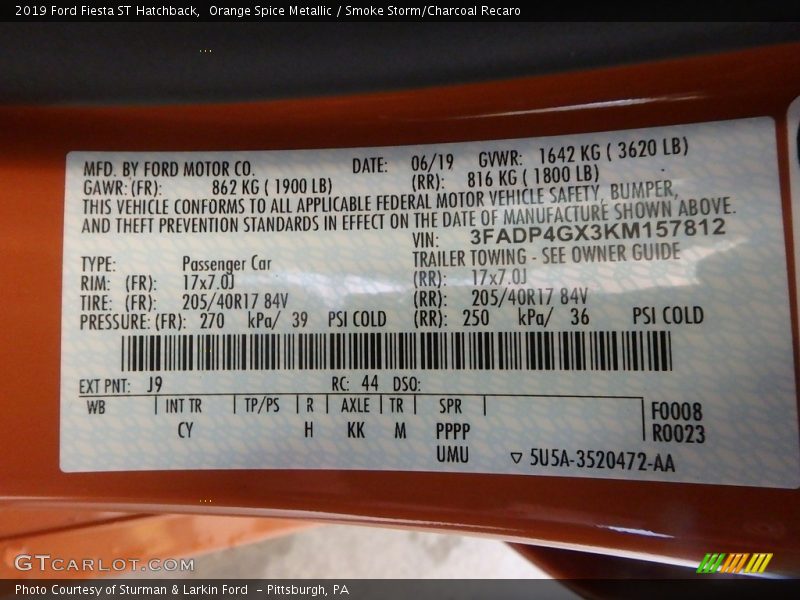 2019 Ford Fiesta ST Hatchback,  Orange Spice Metallic / Smoke Storm/Charcoal Recaro
MFD. BY FORD MOTOR CO. DATE: 06/19 GVWR: 1642 KG ( 3620 LB)
GAWR: (FR): 862 KG ( 1900 LB) (RR): 816 KG ( 1800 LB)
THIS VEHICLE CONFORMS TO ALL APPLICABLE FEDERAL MOTOR VEHICLE SAFETY, BUMPER,
AND THEFT PREVENTION STANDARDS IN EFFECT ON THE DATE OF MANUFACTURE SHOWN ABOVE.
VIN: 3FADP4GX3KM157812
TYPE: Passenger Car TRAILER TOWING - SEE OWNER GUIDE
RIM: (FR): 17x7.0J (RR): 17x7.0J
TIRE: (FR): 205/40R17 84V (RR): 205/40R17 84V
PRESSURE: (FR): 270 kPa/ 39 PSI COLD (RR): 250 kPa/ 36 PSI COLD
EXT PNT: J9 RC: 44 DSO:
WB INT TR TP/PS R AXLE TR SPR F0008
CY H KK M PPPP R0023
UMU ▽ 5U5A-3520472-AA
GTCARLOT.COM
Photo Courtesy of Sturman & Larkin Ford  - Pittsburgh, PA